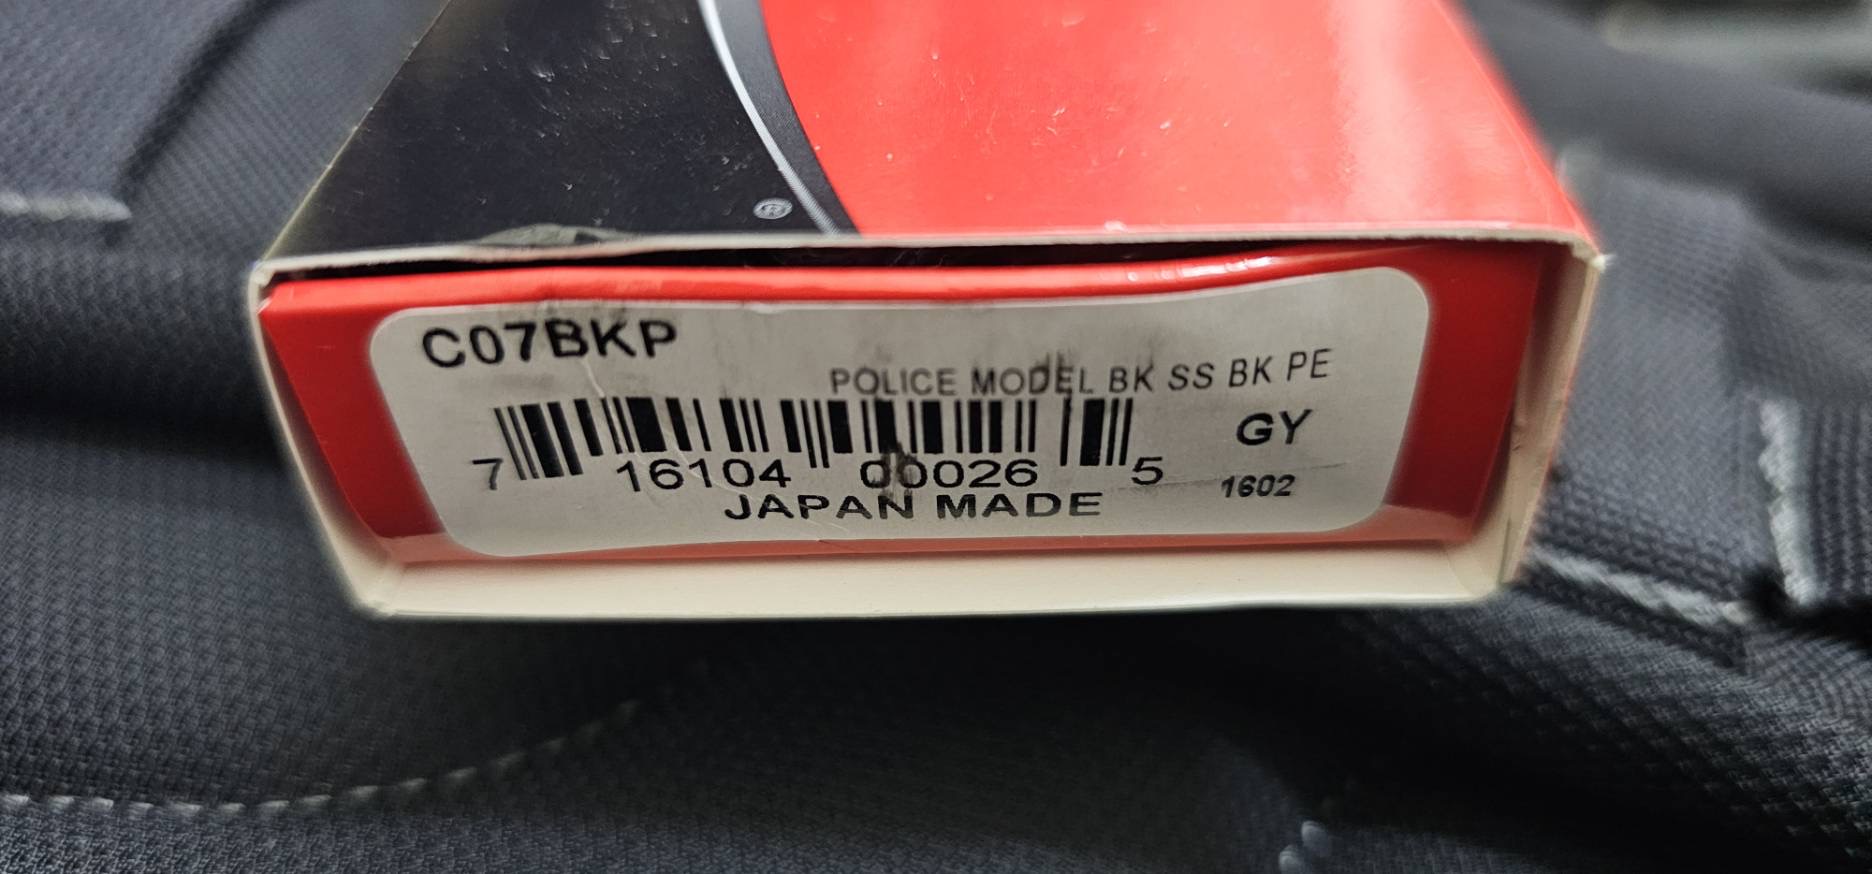 ®
C07BKP
POLICE MODEL BK SS BK PE
7 16104 00026 5
GY
JAPAN MADE
1602